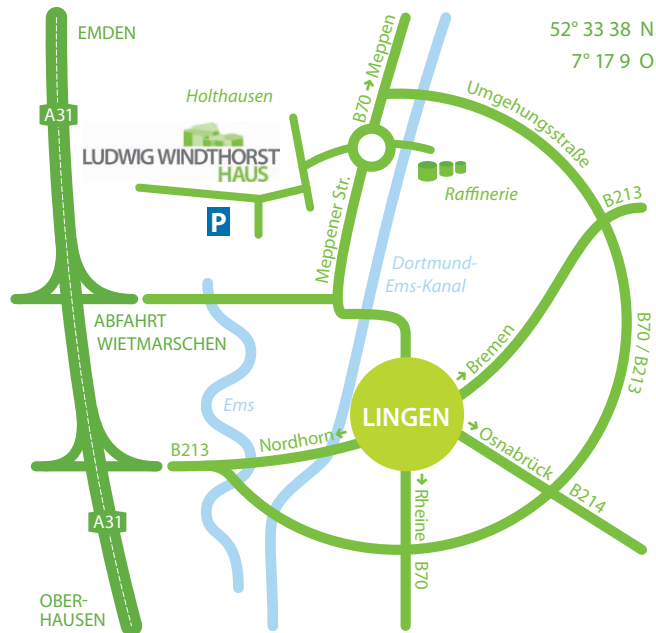 EMDEN
52° 33 38 N
7° 17 9 O
A31
Holthausen
B70 → Meppen
Umgehungsstraße
LUDWIG WINDTHORST
HAUS
P
Raffinerie
B213
Meppener Str.
Dortmund-
Ems-Kanal
ABFAHRT
WIETMARSCHEN
B70 / B213
→ Bremen
Ems
LINGEN
B213
Nordhorn ←
→ Osnabrück
B214
→ Rheine
B70
A31
OBER-
HAUSEN